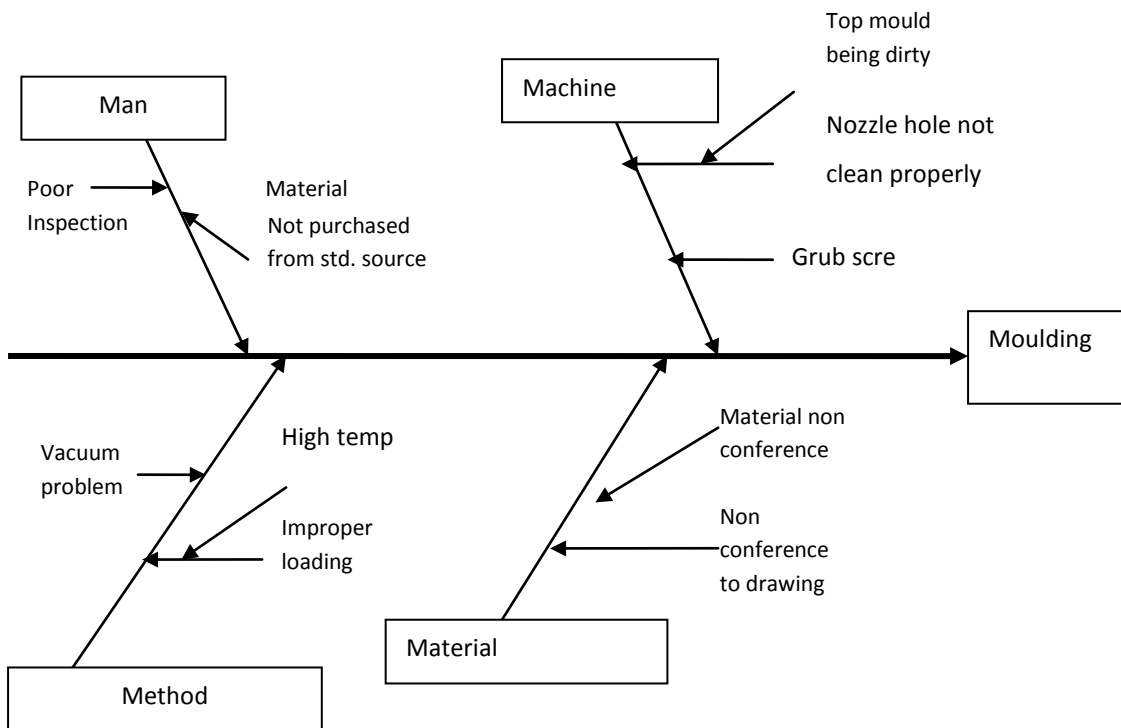 Top mould
being dirty
Man
Machine
Nozzle hole not
clean properly
Poor
Inspection
Material
Not purchased
from std. source
Grub scre
Moulding
High temp
Vacuum
problem
Improper
loading
Material non
conference
Non
conference
to drawing
Material
Method